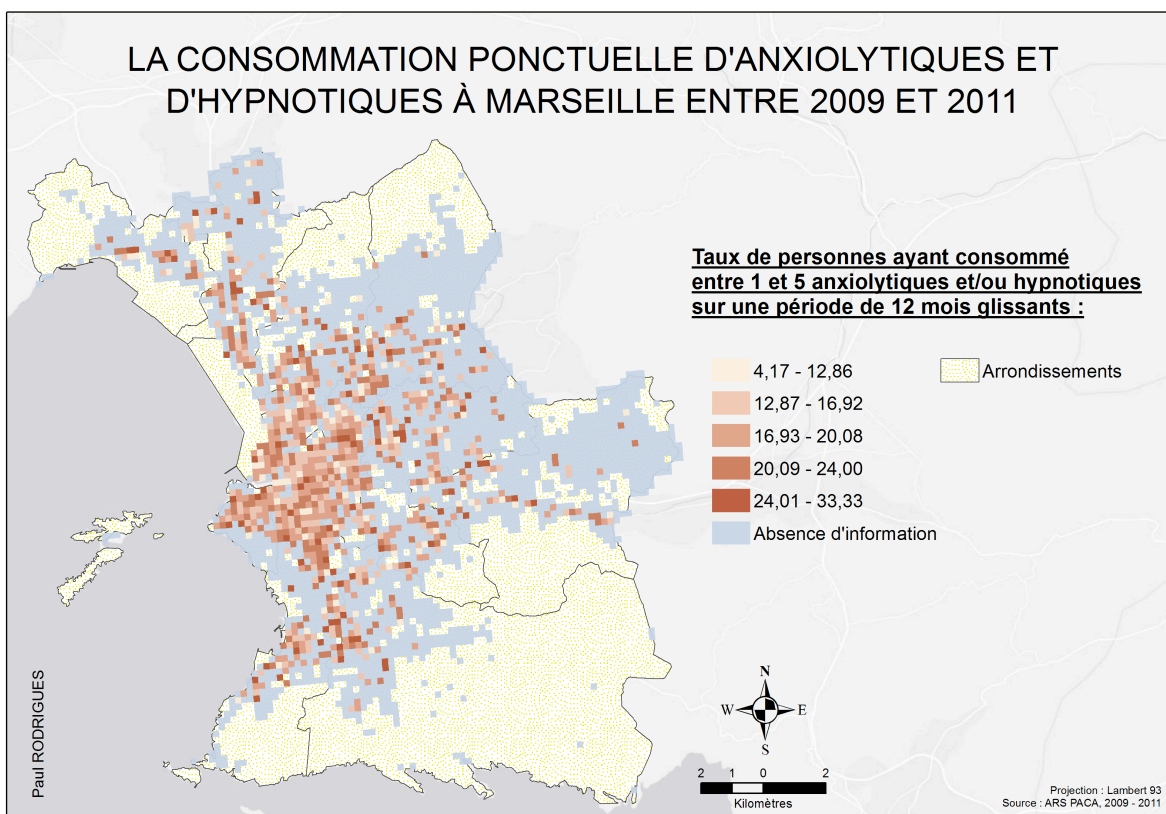 LA CONSOMMATION PONCTUELLE D'ANXIOLYTIQUES ET
D'HYPNOTIQUES À MARSEILLE ENTRE 2009 ET 2011
Taux de personnes ayant consommé
entre 1 et 5 anxiolytiques et/ou hypnotiques
sur une période de 12 mois glissants :
4,17 - 12,86
12,87 - 16,92
16,93 - 20,08
20,09 - 24,00
24,01 - 33,33
Absence d'information
Arrondissements
Paul RODRIGUES
N
W E
S
2 1 0 2
Kilomètres
Projection : Lambert 93
Source : ARS PACA, 2009 - 2011